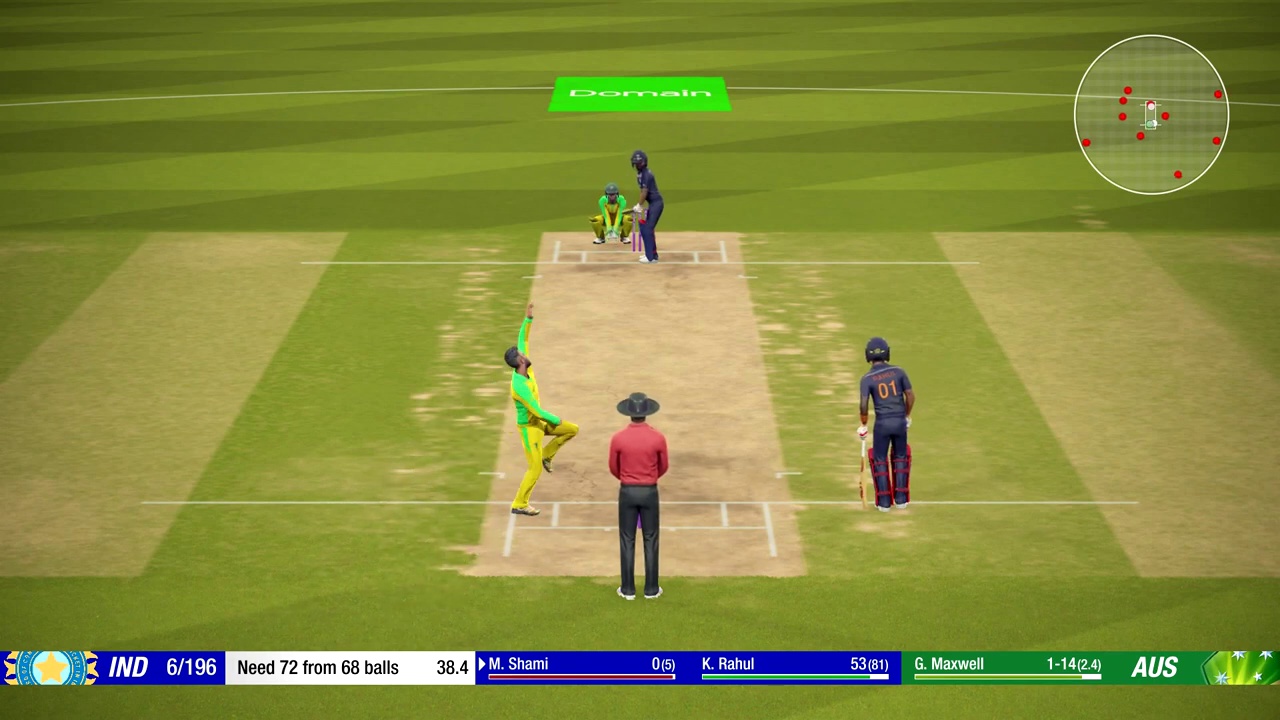 Domain
01
IND 6/196 Need 72 from 68 balls 38.4 M. Shami 0(5) K. Rahul 53(81) G. Maxwell 1-14(2.4) AUS